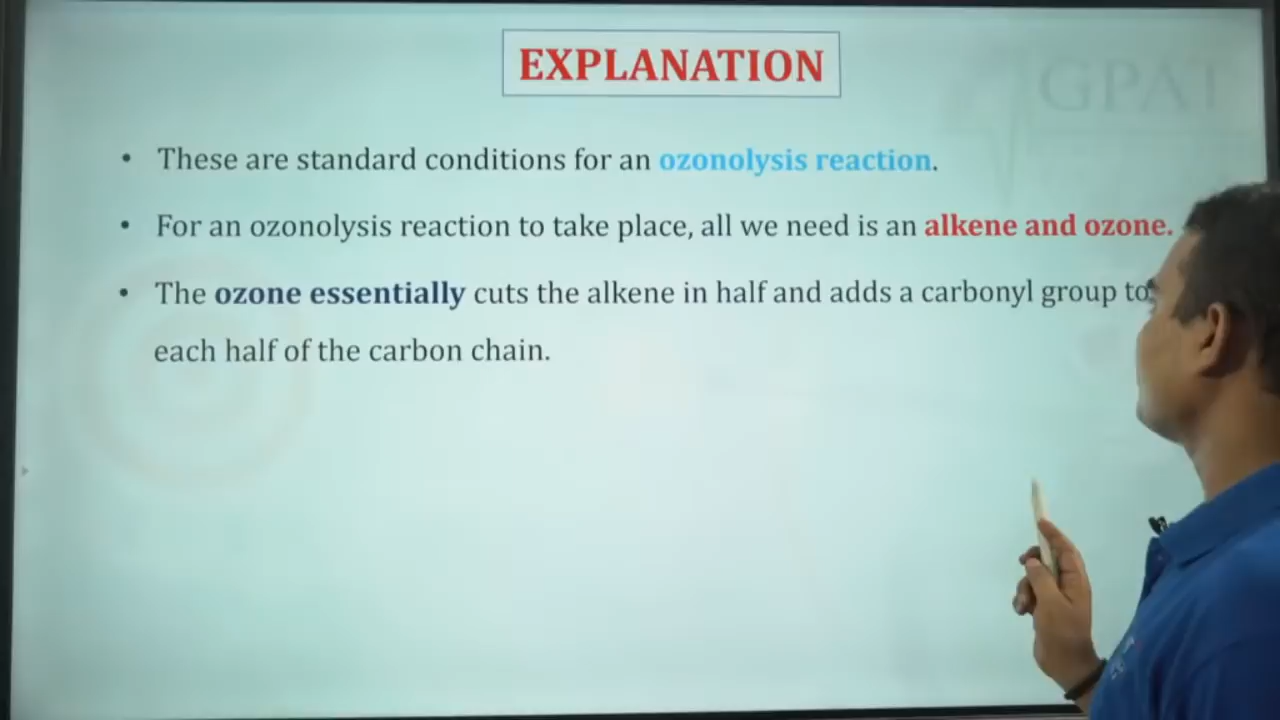 GPAT
EXPLANATION
• These are standard conditions for an ozonolysis reaction.
• For an ozonolysis reaction to take place, all we need is an alkene and ozone.
• The ozone essentially cuts the alkene in half and adds a carbonyl group to
each half of the carbon chain.